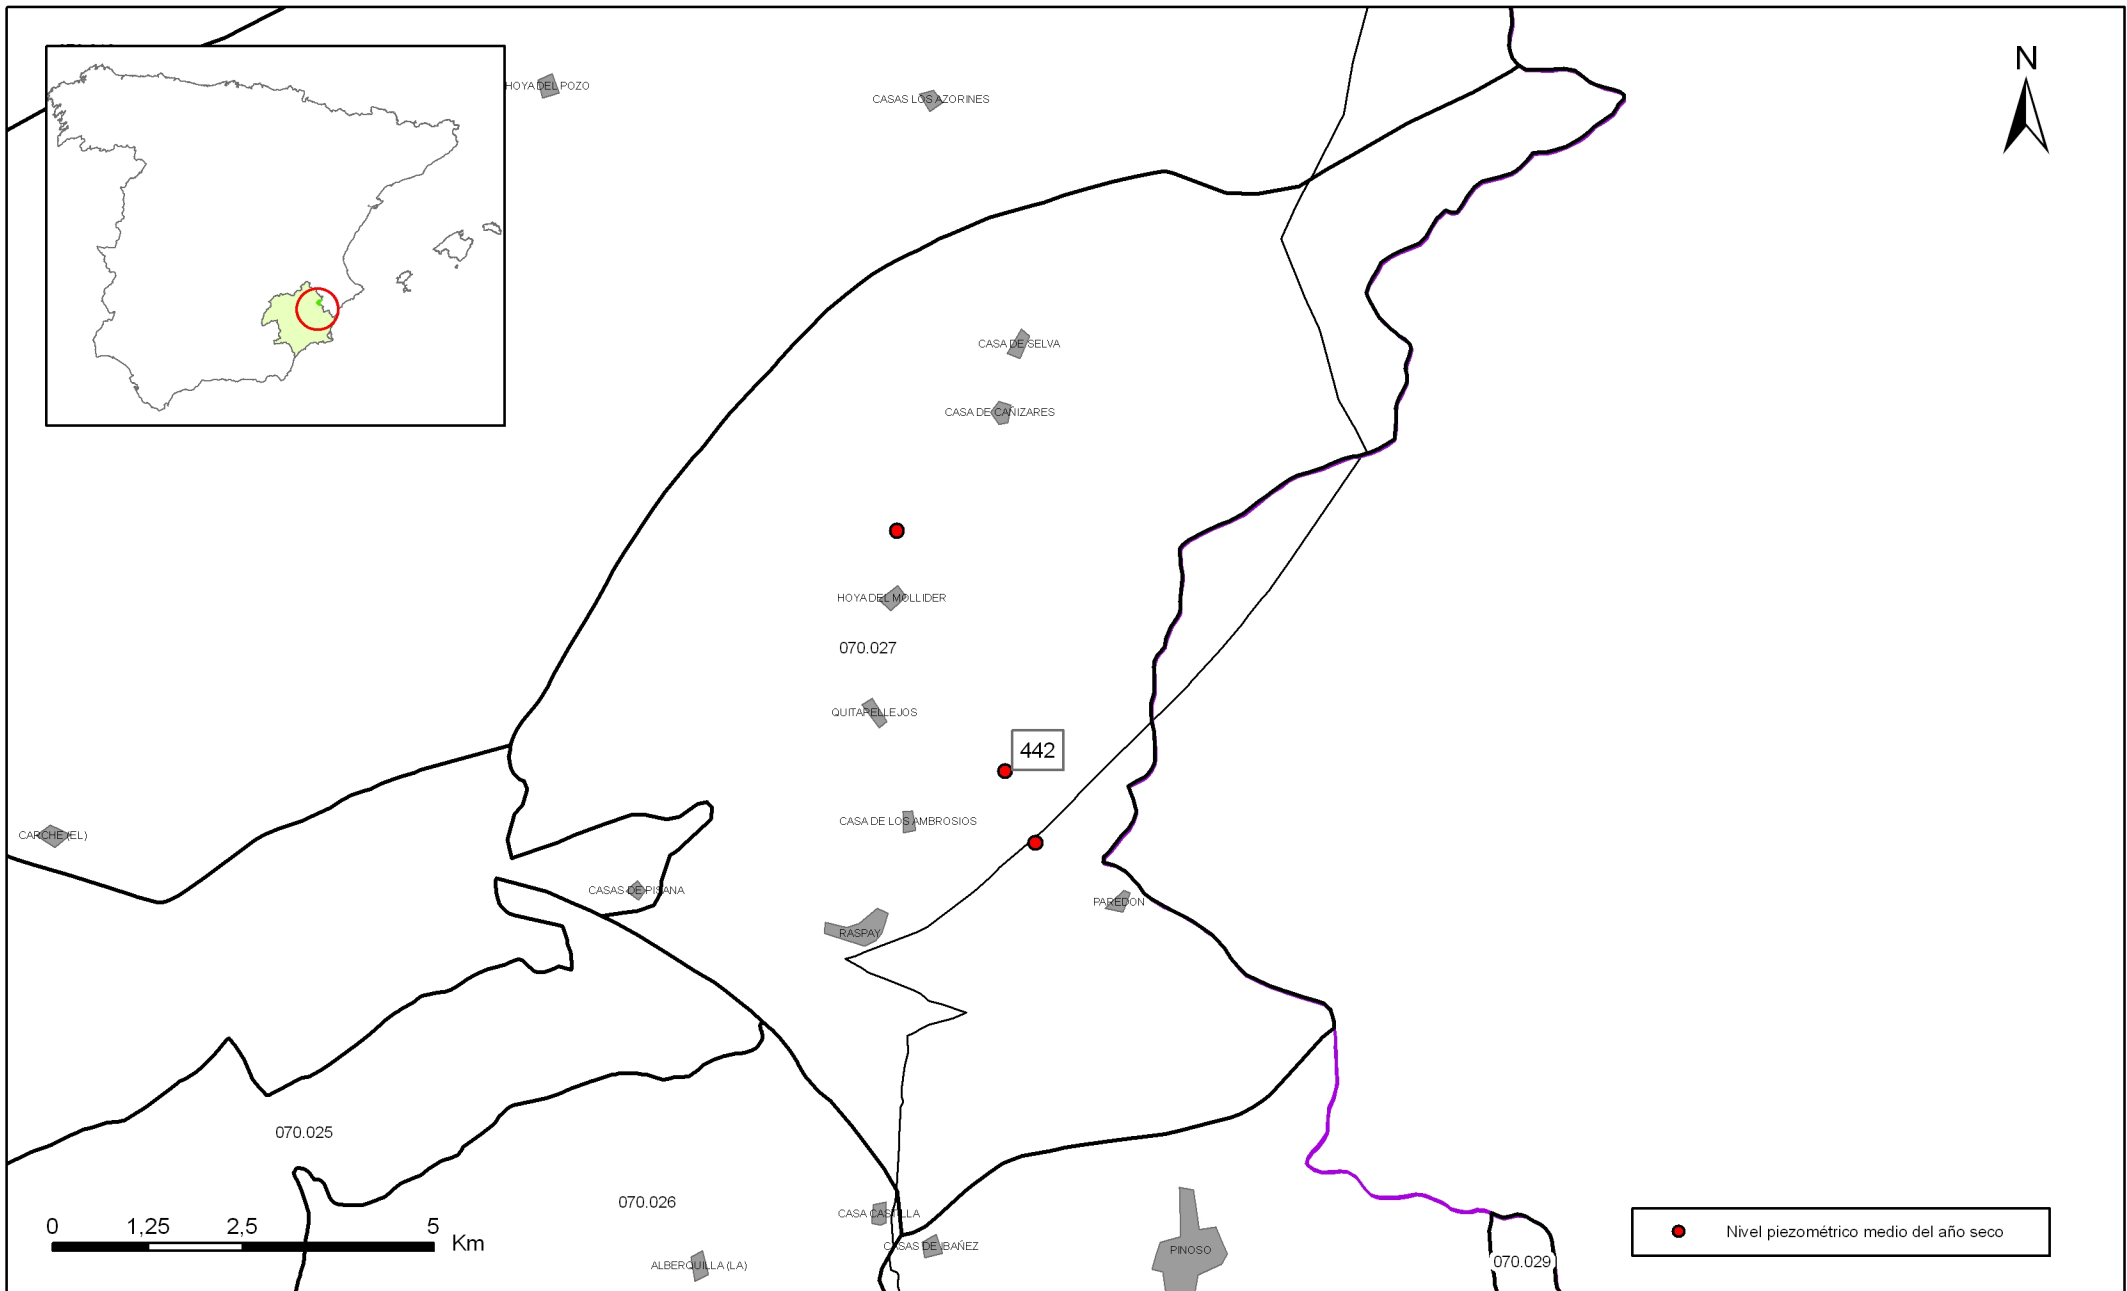 N
HOYA DEL POZO
CASAS LOS AZORINES
CASA DE SELVA
CASA DE CAÑIZARES
HOYA DEL MOLLIDER
070.027
QUITAPELLEJOS
442
CASA DE LOS AMBROSIOS
CARCHE (EL)
CASAS DE PISANA
PAREDON
RASPAY
070.025
070.026
CASA CASTILLA
CASAS DE IBAÑEZ
PINOSO
ALBERQUILLA (LA)
070.029
0 1,25 2,5 5 Km
Nivel piezométrico medio del año seco